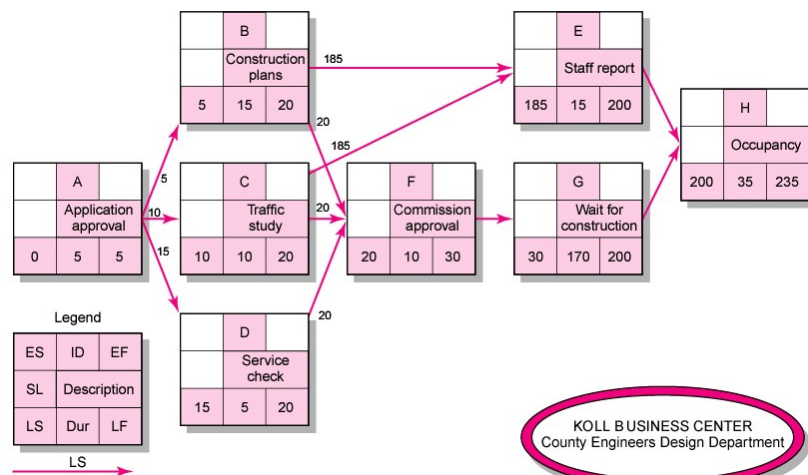 B
Construction
plans
5 15 20
185
E
Staff report
185 15 200
20
185
H
Occupancy
200 35 235
A
Application
approval
0 5 5
5
10
15
C
Traffic
study
10 10 20
20
F
Commission
approval
20 10 30
G
Wait for
construction
30 170 200
20
D
Service
check
15 5 20
Legend
ES ID EF
SL Description
LS Dur LF
LS
KOLL BUSINESS CENTER
County Engineers Design Department